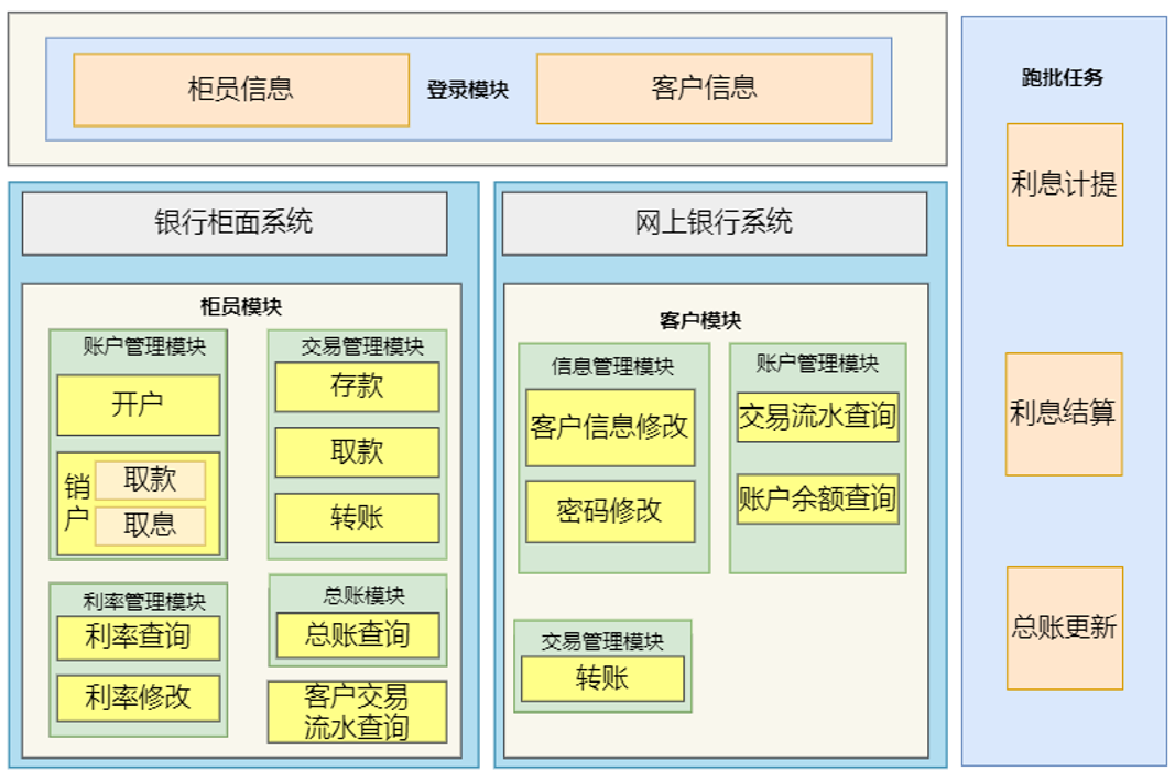 柜员信息
登录模块
客户信息
跑批任务
利息计提
利息结算
总账更新
银行柜面系统
柜员模块
账户管理模块
开户
销户
取款
取息
交易管理模块
存款
取款
转账
利率管理模块
利率查询
利率修改
总账模块
总账查询
客户交易
流水查询
网上银行系统
客户模块
信息管理模块
客户信息修改
密码修改
账户管理模块
交易流水查询
账户余额查询
交易管理模块
转账